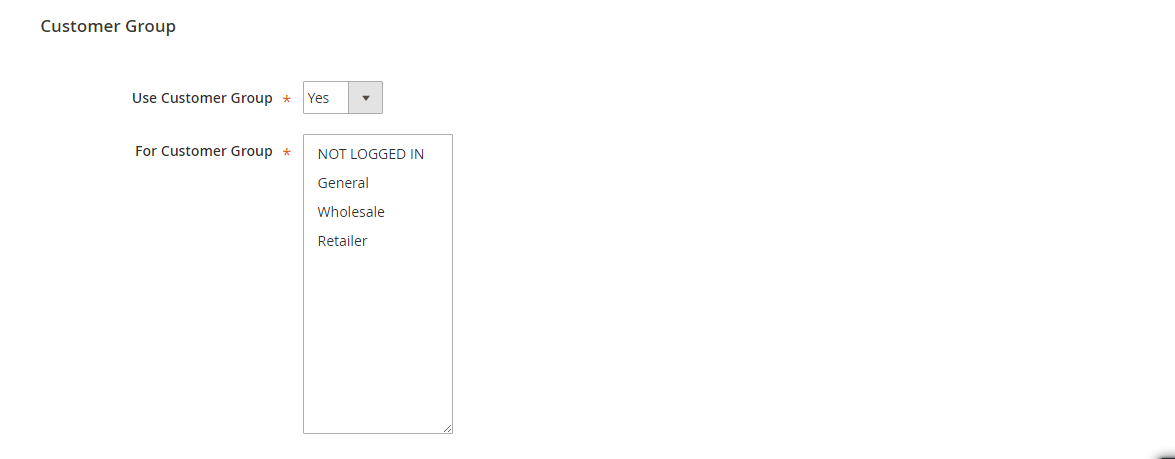 Customer Group
Use Customer Group * Yes
For Customer Group *
NOT LOGGED IN
General
Wholesale
Retailer